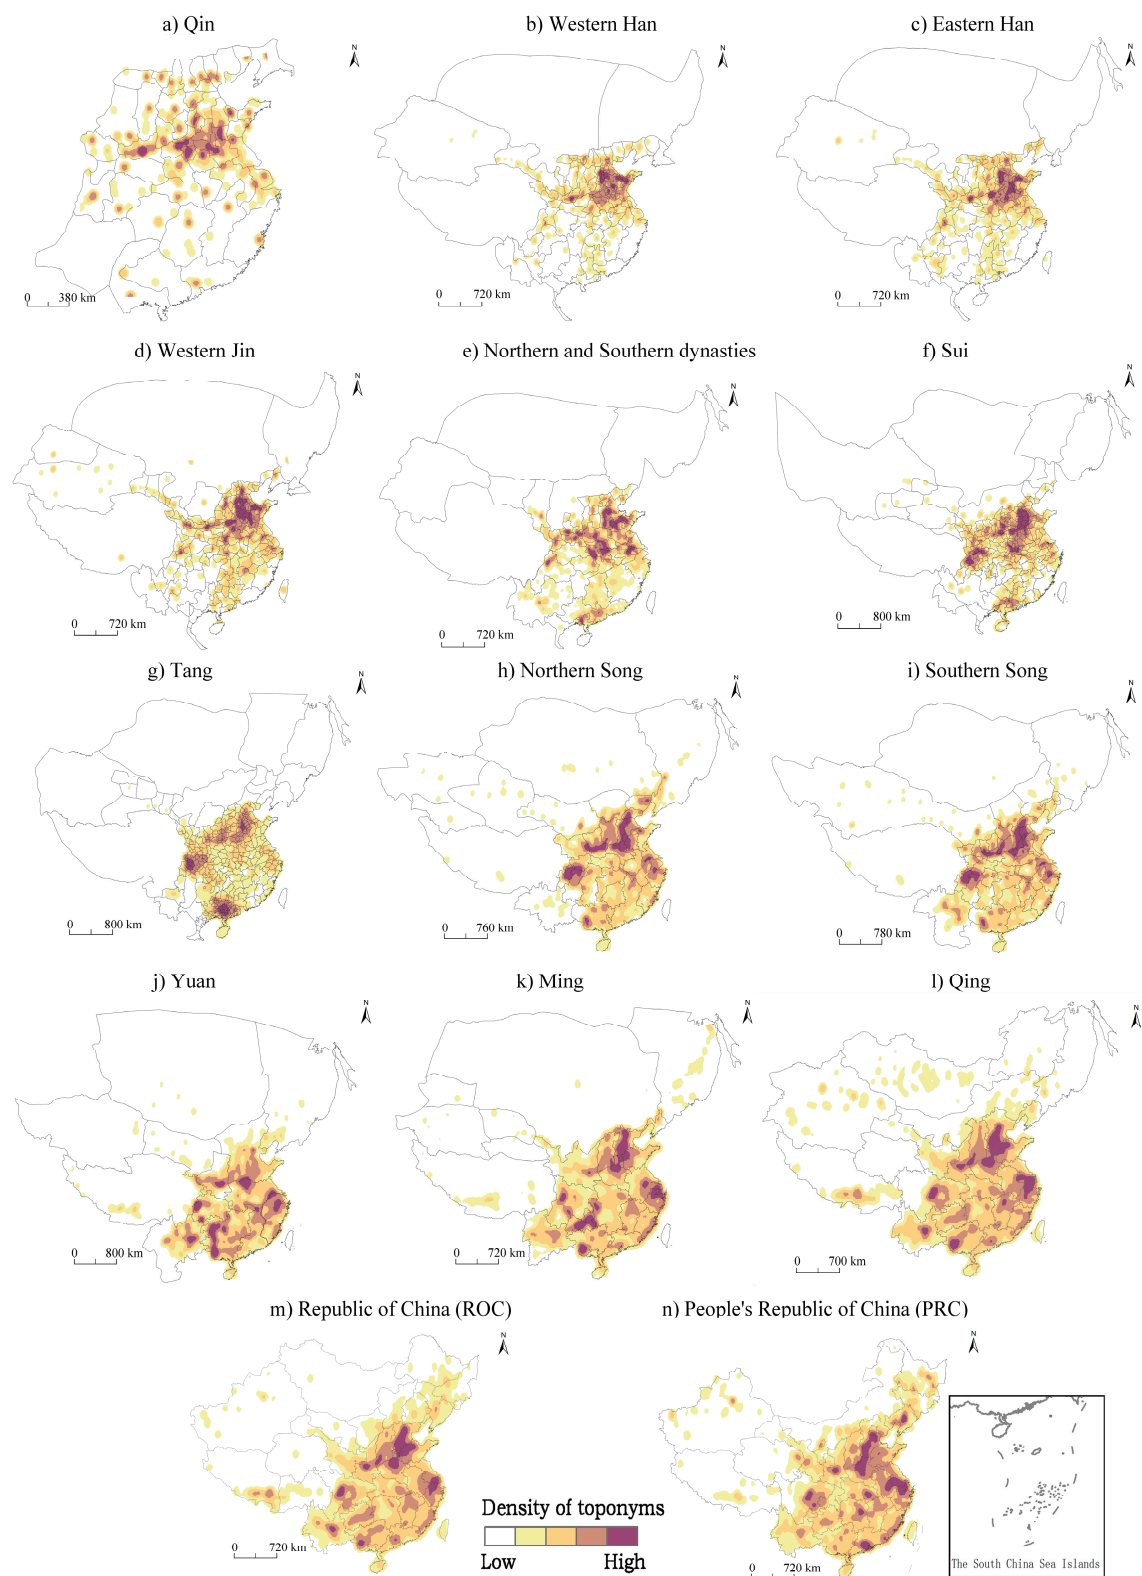 a) Qin
b) Western Han
c) Eastern Han
N
N
N
0 380 km
0 720 km
0 720 km
d) Western Jin
e) Northern and Southern dynasties
f) Sui
N
N
N
0 720 km
0 720 km
0 800 km
g) Tang
h) Northern Song
i) Southern Song
N
N
N
0 800 km
0 760 km
0 780 km
j) Yuan
k) Ming
l) Qing
N
N
N
0 800 km
0 720 km
0 700 km
m) Republic of China (ROC)
n) People's Republic of China (PRC)
N
N
0 720 km
0 720 km
Density of toponyms
Low High
The South China Sea Islands